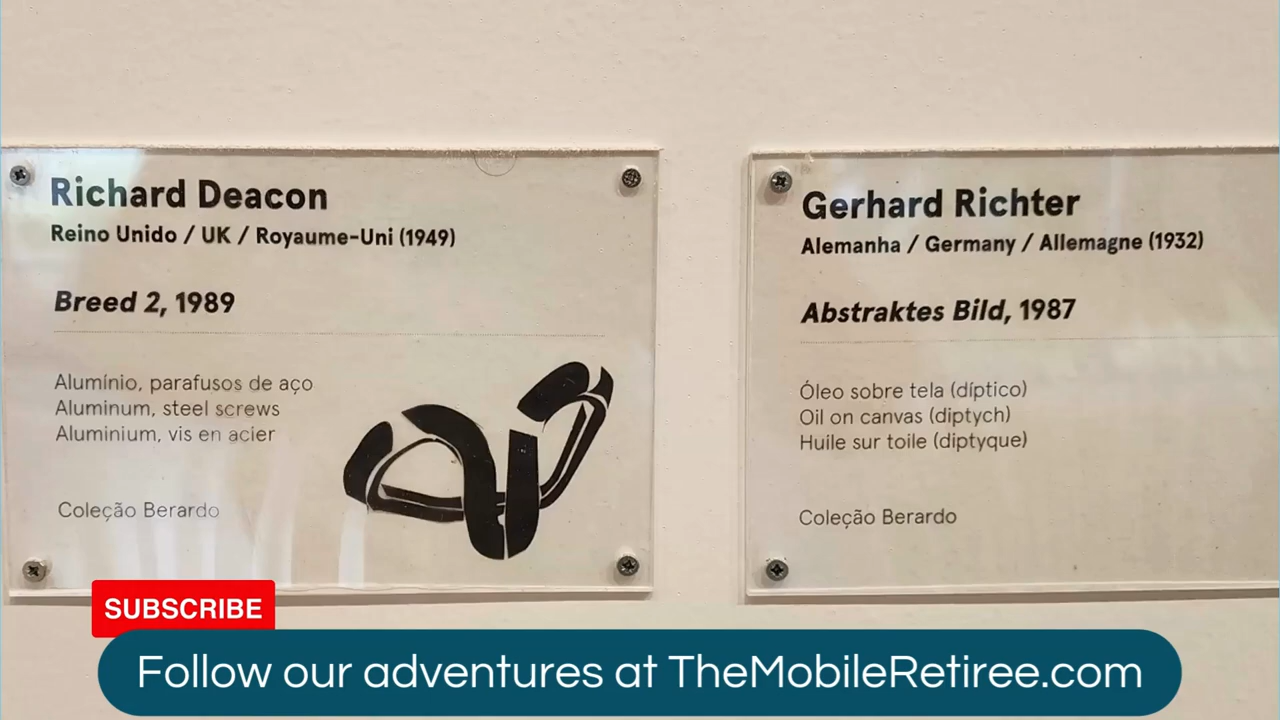 Richard Deacon
Reino Unido / UK / Royaume-Uni (1949)
Breed 2, 1989
Alumínio, parafusos de aço
Aluminum, steel screws
Aluminium, vis en acier
Coleção Berardo
Gerhard Richter
Alemanha / Germany / Allemagne (1932)
Abstraktes Bild, 1987
Óleo sobre tela (díptico)
Oil on canvas (diptych)
Huile sur toile (diptyque)
Coleção Berardo
SUBSCRIBE
Follow our adventures at TheMobileRetiree.com